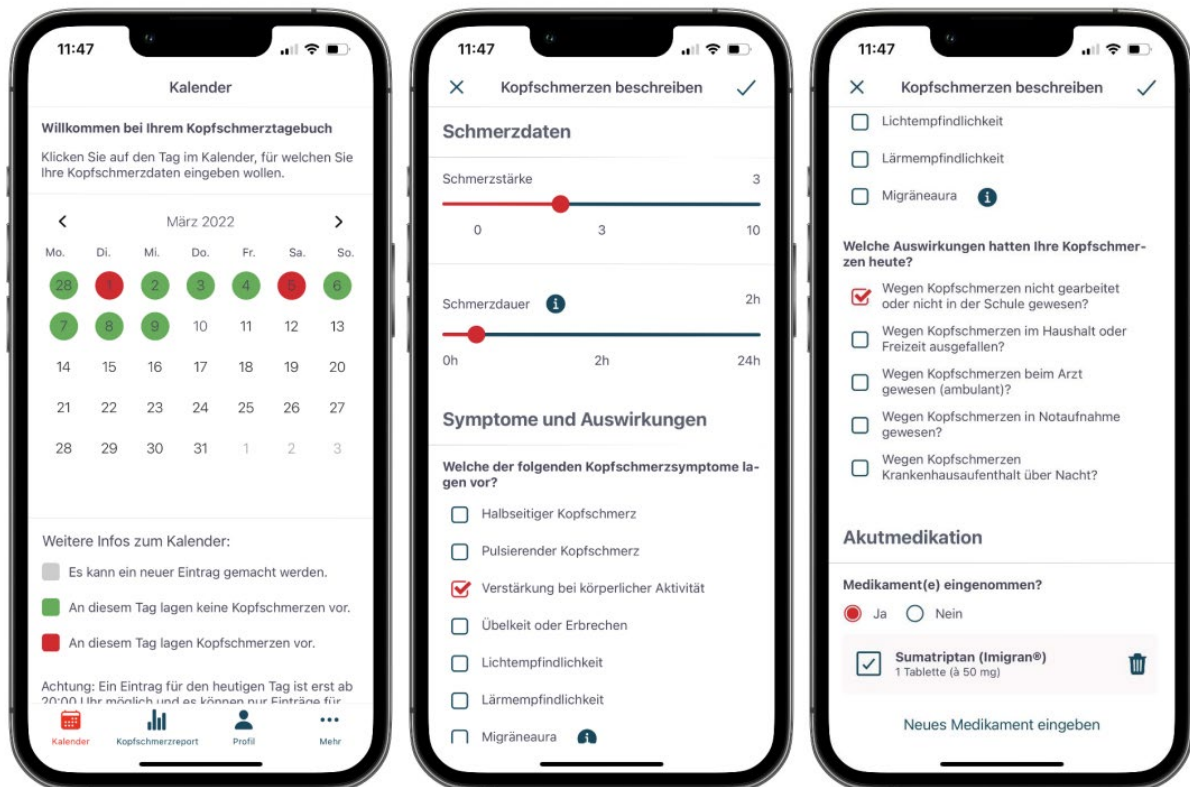 11:47
Kalender
Willkommen bei Ihrem Kopfschmerztagebuch
Klicken Sie auf den Tag im Kalender, für welchen Sie
Ihre Kopfschmerzdaten eingeben wollen.
März 2022
Mo. Di. Mi. Do. Fr. Sa. So.
28 1 2 3 4 5 6
7 8 9 10 11 12 13
14 15 16 17 18 19 20
21 22 23 24 25 26 27
28 29 30 31 1 2 3
Weitere Infos zum Kalender:
Es kann ein neuer Eintrag gemacht werden.
An diesem Tag lagen keine Kopfschmerzen vor.
An diesem Tag lagen Kopfschmerzen vor.
Achtung: Ein Eintrag für den heutigen Tag ist erst ab
20:00 Uhr möglich und es können nur Einträge für
Kalender Kopfschmerzreport Profil Mehr
11:47
Kopfschmerzen beschreiben
Schmerzdaten
Schmerzstärke 3
0 3 10
Schmerzdauer 2h
0h 2h 24h
Symptome und Auswirkungen
Welche der folgenden Kopfschmerzsymptome la-
gen vor?
Halbseitiger Kopfschmerz
Pulsierender Kopfschmerz
Verstärkung bei körperlicher Aktivität
Übelkeit oder Erbrechen
Lichtempfindlichkeit
Lärmempfindlichkeit
Migräneaura
11:47
Kopfschmerzen beschreiben
Lichtempfindlichkeit
Lärmempfindlichkeit
Migräneaura
Welche Auswirkungen hatten Ihre Kopfschmer-
zen heute?
Wegen Kopfschmerzen nicht gearbeitet
oder nicht in der Schule gewesen?
Wegen Kopfschmerzen im Haushalt oder
Freizeit ausgefallen?
Wegen Kopfschmerzen beim Arzt
gewesen (ambulant)?
Wegen Kopfschmerzen in Notaufnahme
gewesen?
Wegen Kopfschmerzen
Krankenhausaufenthalt über Nacht?
Akutmedikation
Medikament(e) eingenommen?
Ja Nein
Sumatriptan (Imigran®)
1 Tablette (à 50 mg)
Neues Medikament eingeben